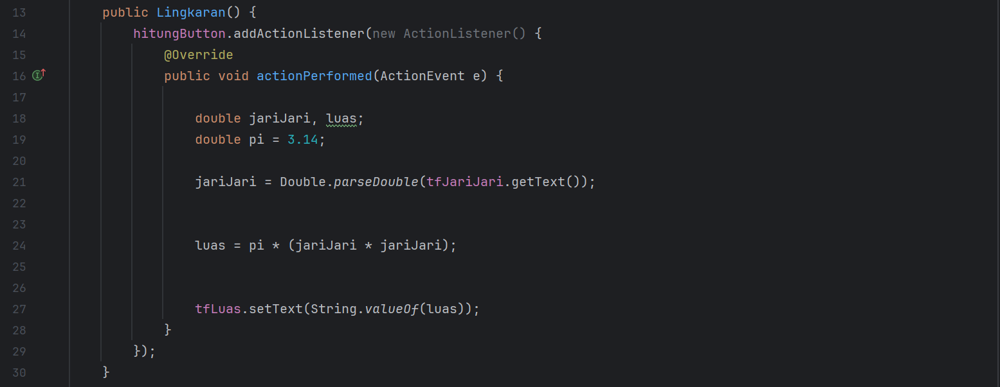 13 public Lingkaran() {
14 hitungButton.addActionListener(new ActionListener() {
15 @Override
16 public void actionPerformed(ActionEvent e) {
17
18 double jariJari, luas;
19 double pi = 3.14;
20
21 jariJari = Double.parseDouble(tfJariJari.getText());
22
23
24 luas = pi * (jariJari * jariJari);
25
26
27 tfLuas.setText(String.valueOf(luas));
28 }
29 });
30 }